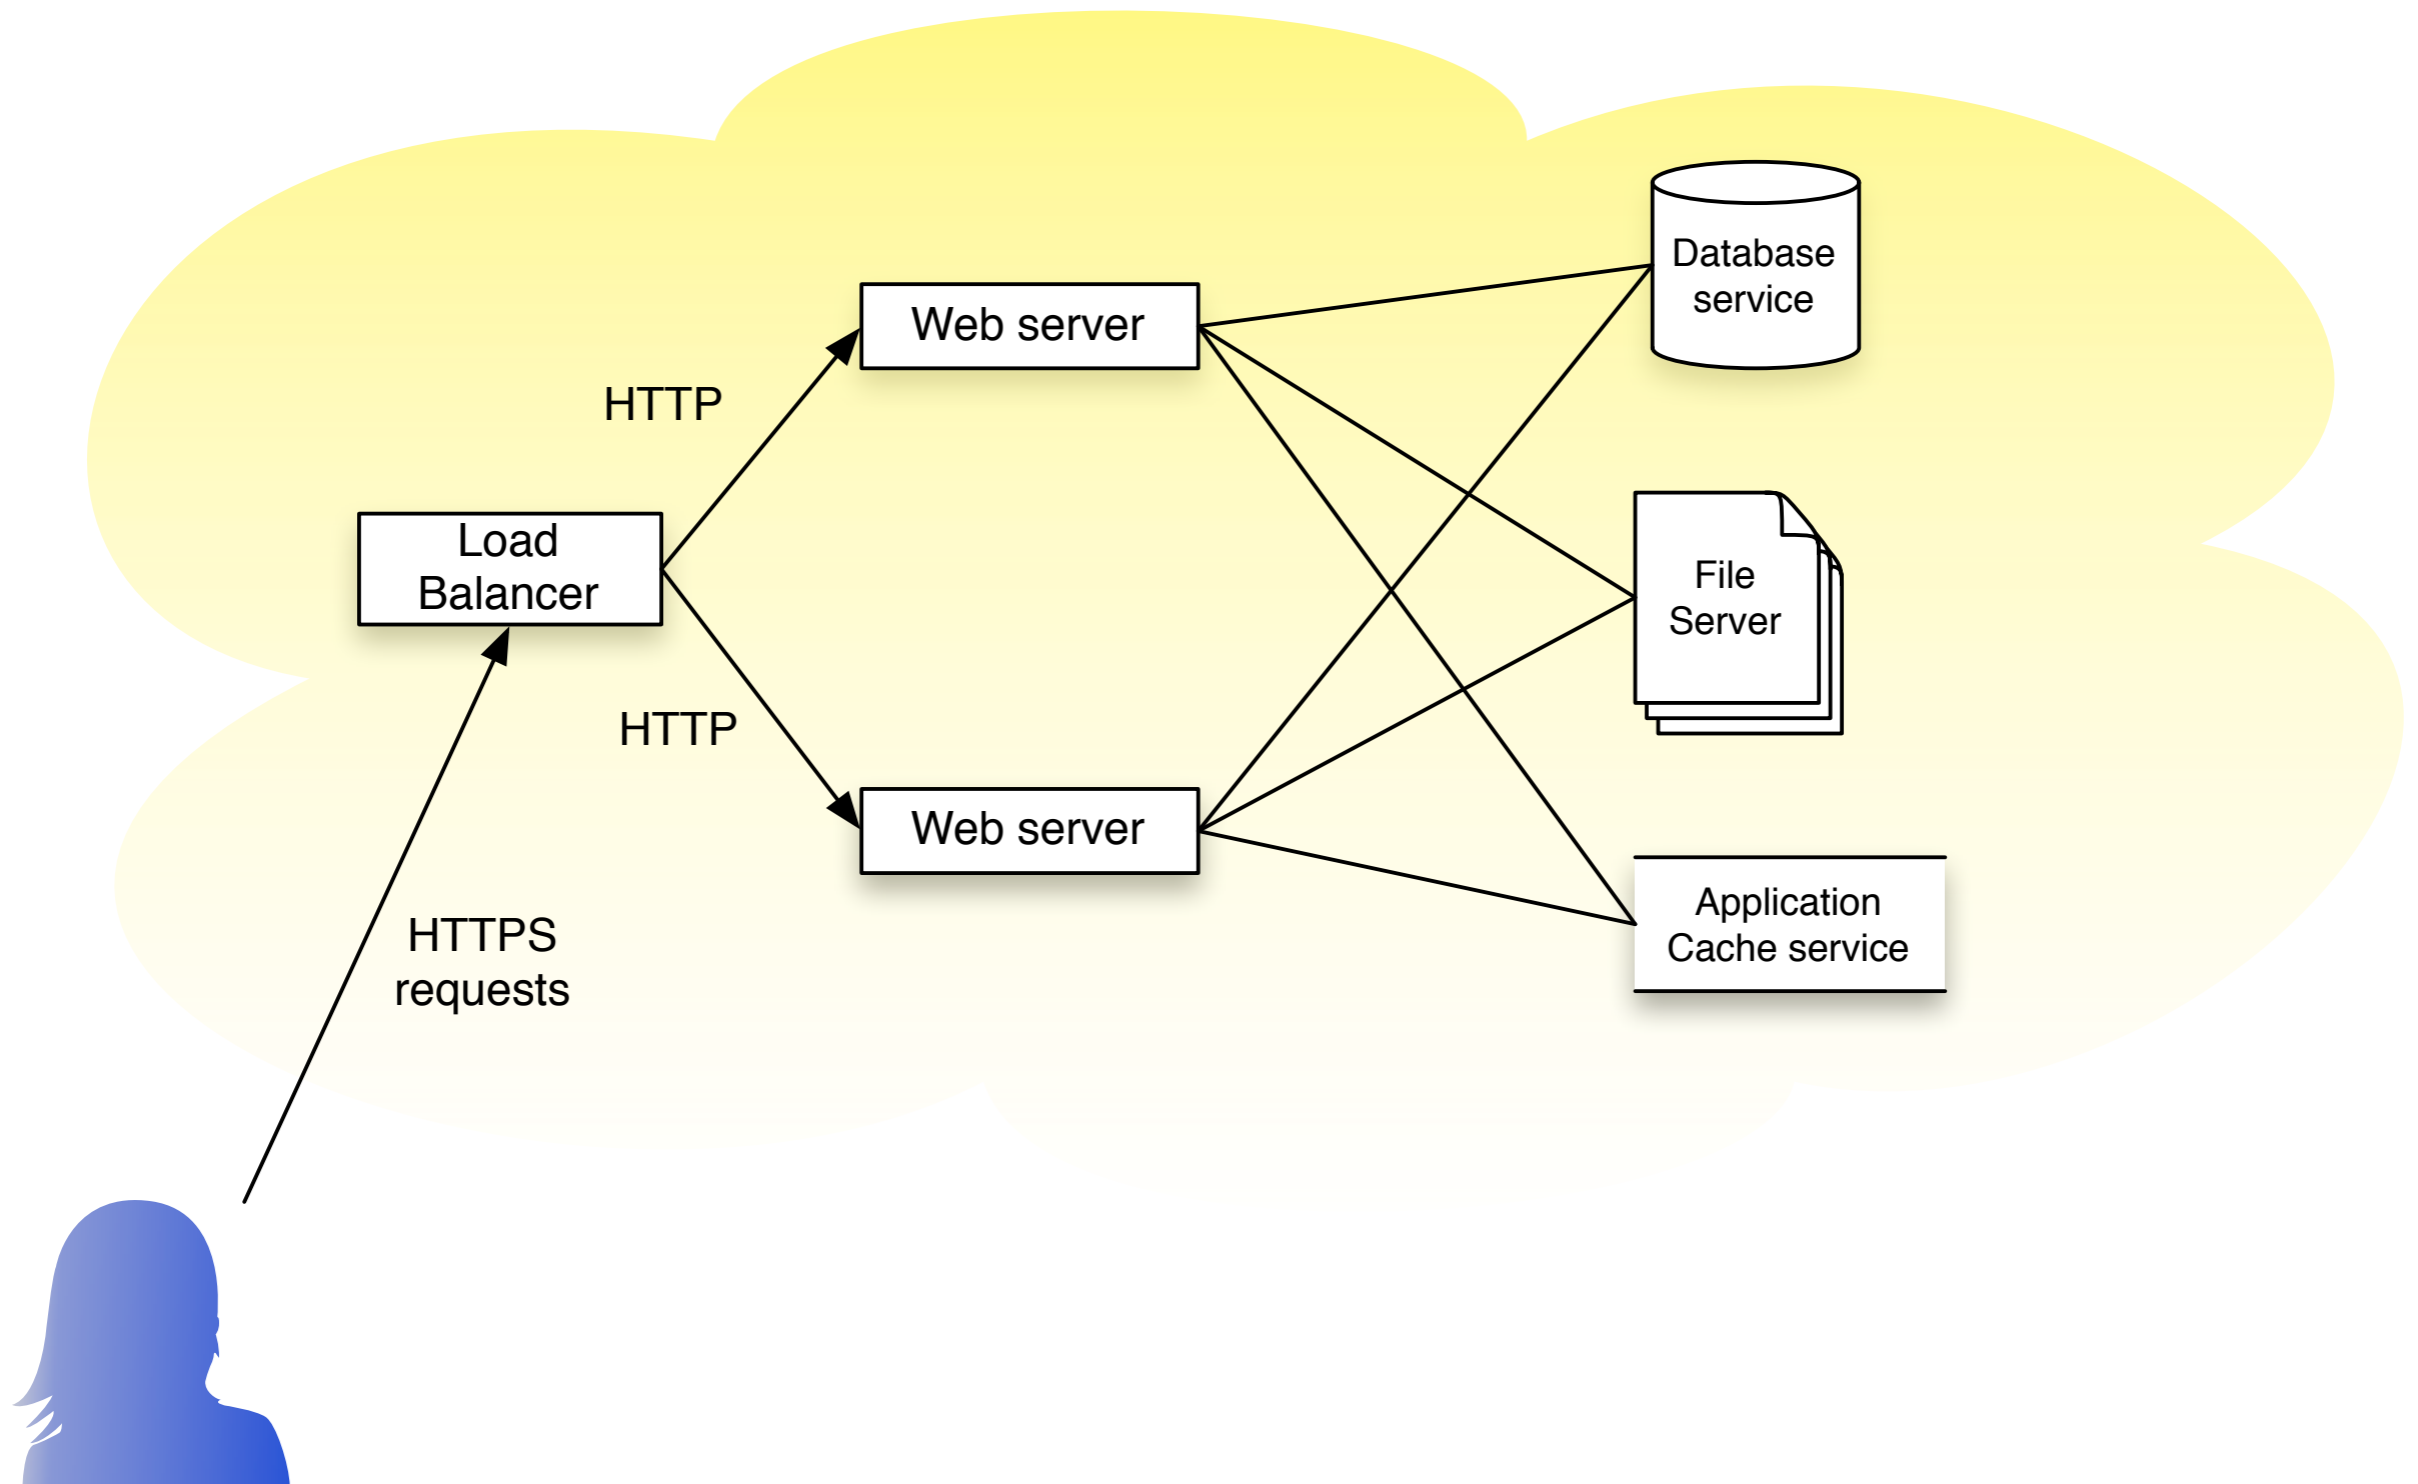 Database
service
Web server
HTTP
Load
Balancer
File
Server
HTTP
Web server
Application
Cache service
HTTPS
requests